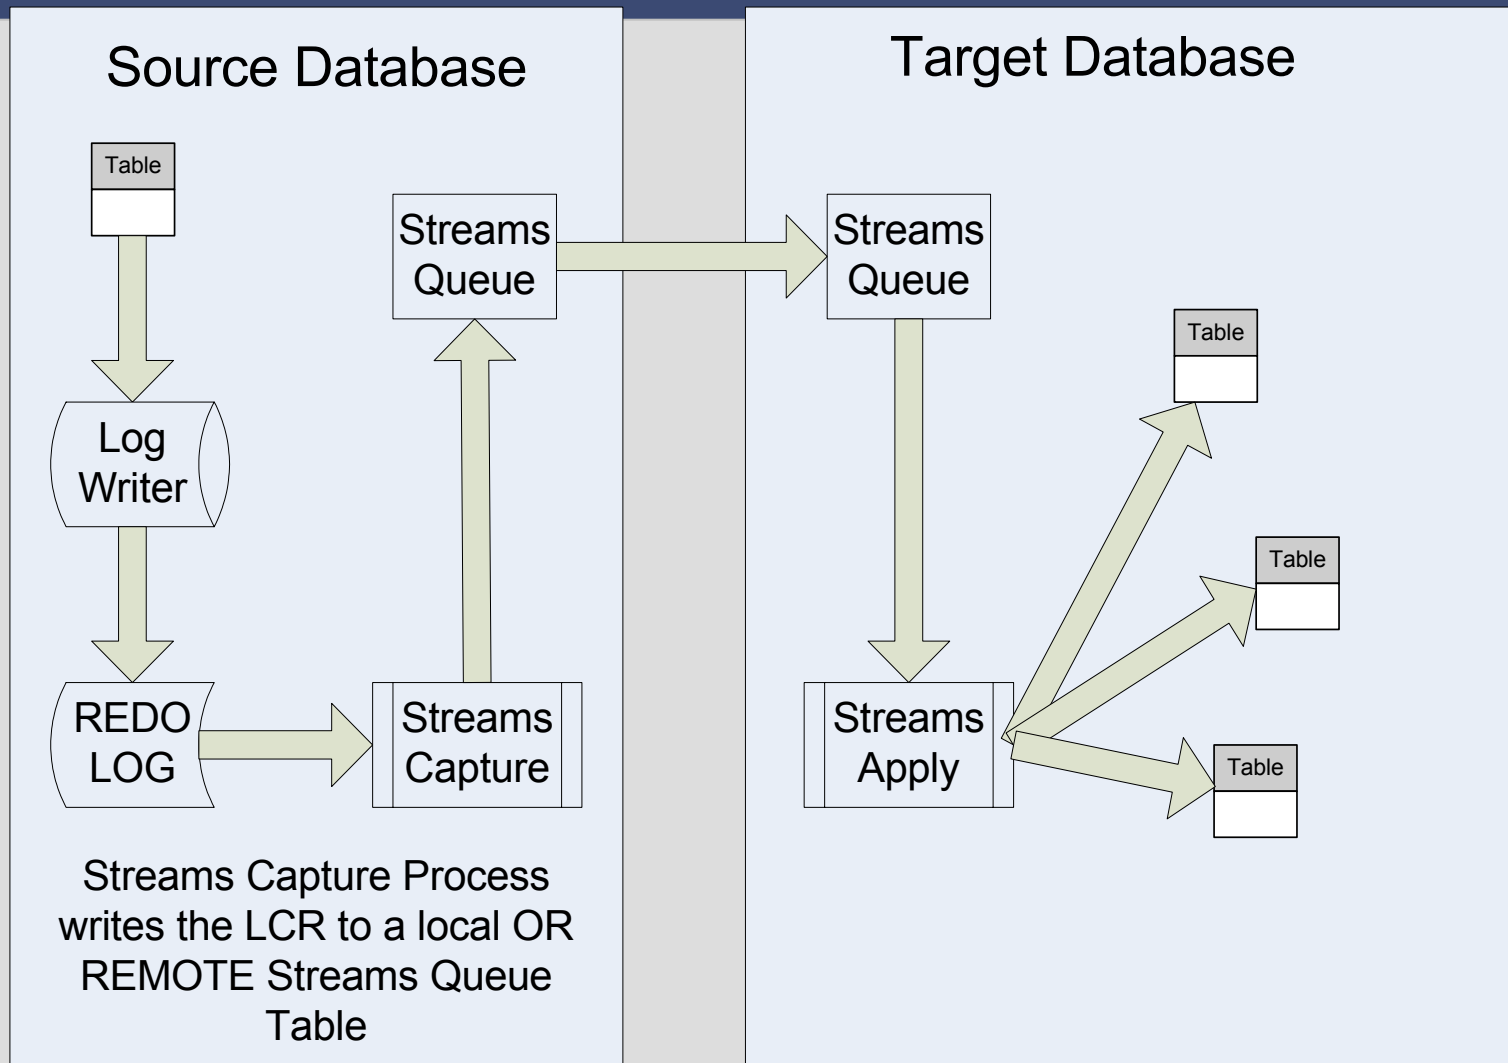 Source Database
Table
Log
Writer
REDO
LOG
Streams
Capture
Streams
Queue
Streams Capture Process
writes the LCR to a local OR
REMOTE Streams Queue
Table
Target Database
Streams
Queue
Streams
Apply
Table
Table
Table